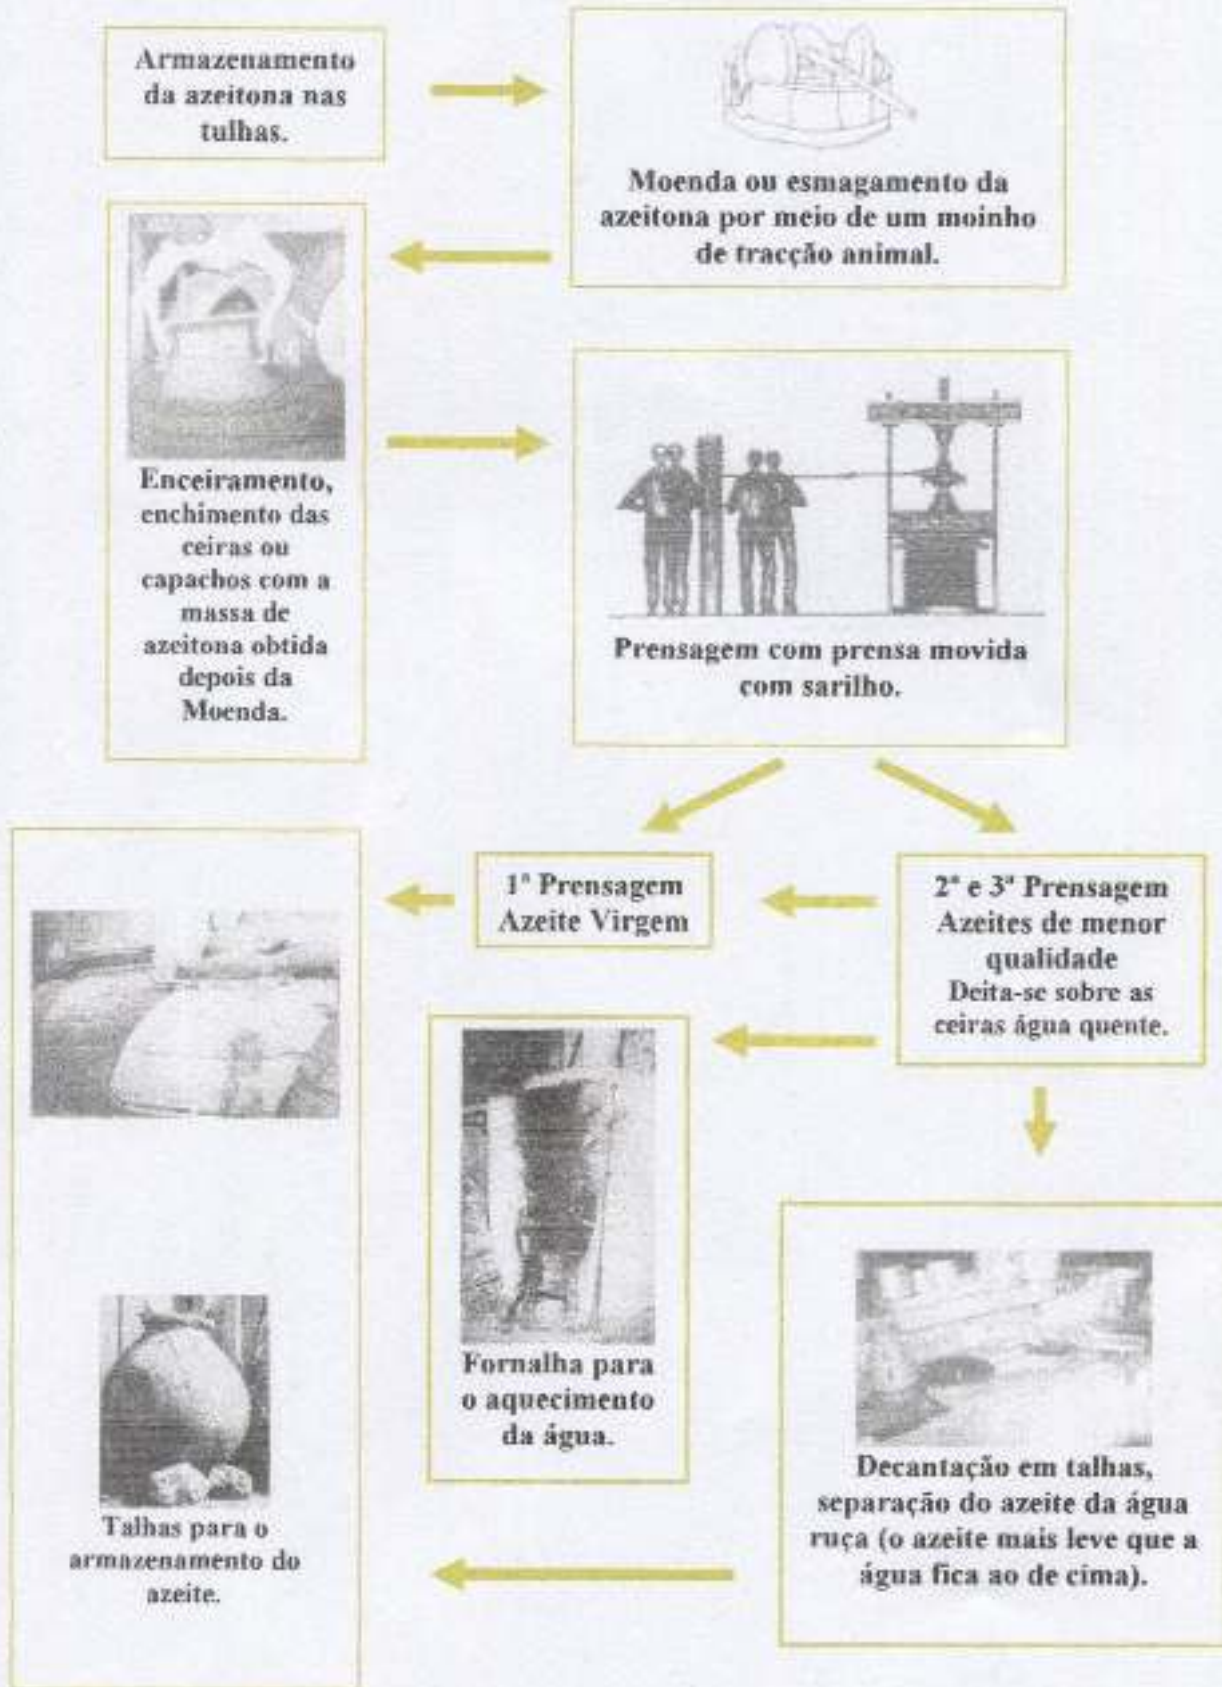 Armazenamento
da azeitona nas
tulhas.
Moenda ou esmagamento da
azeitona por meio de um moinho
de tracção animal.
Enceiramento,
enchimento das
ceiras ou
capachos com a
massa de
azeitona obtida
depois da
Moenda.
Prensagem com prensa movida
com sarilho.
1ª Prensagem
Azeite Virgem
2ª e 3ª Prensagem
Azeites de menor
qualidade
Deita-se sobre as
ceiras água quente.
Fornalha para
o aquecimento
da água.
Decantação em talhas,
separação do azeite da água
ruça (o azeite mais leve que a
água fica ao de cima).
Talhas para o
armazenamento do
azeite.